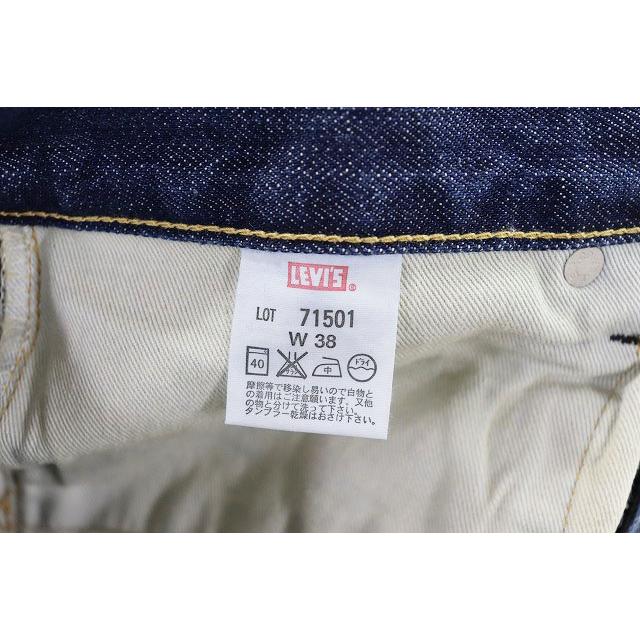 LEVI'S
LOT 71501
W 38
40 中 ドライ
摩擦等で移染し易いので白物と
の着用はご注意願います。又他
の物と分けて洗って下さい。
タンブラー乾燥はおさけ下さい。